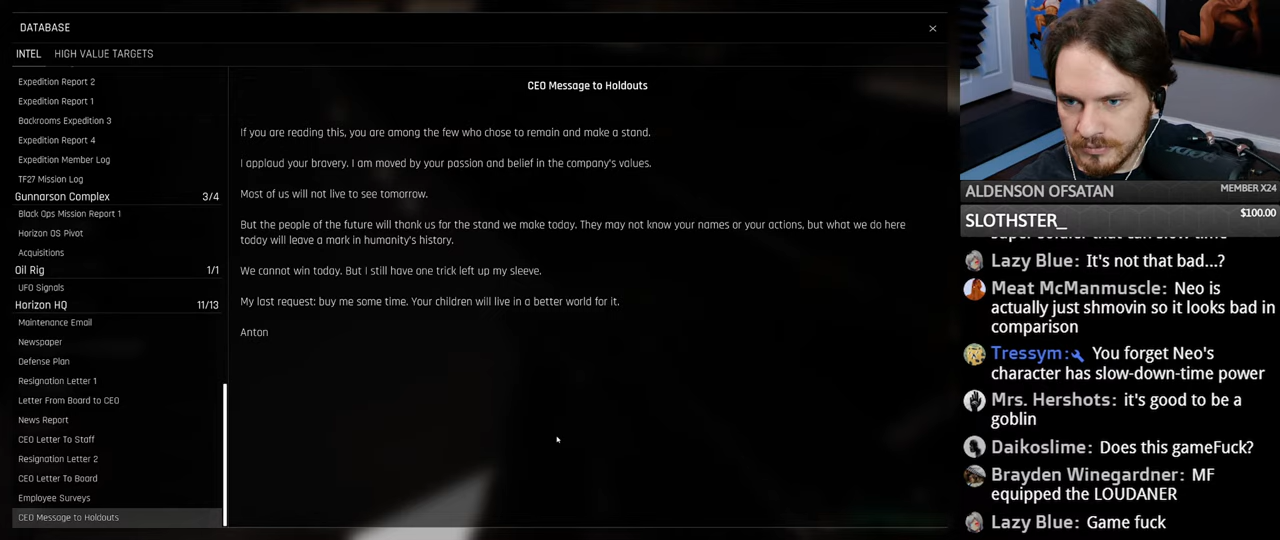 DATABASE
×
INTEL HIGH VALUE TARGETS
Expedition Report 2
Expedition Report 1
Backrooms Expedition 3
Expedition Report 4
Expedition Member Log
TF27 Mission Log
Gunnarson Complex 3/4
Black Ops Mission Report 1
Horizon OS Pivot
Acquisitions
Oil Rig 1/1
UFO Signals
Horizon HQ 11/13
Maintenance Email
Newspaper
Defense Plan
Resignation Letter 1
Letter From Board to CEO
News Report
CEO Letter To Staff
Resignation Letter 2
CEO Letter To Board
Employee Surveys
CEO Message to Holdouts
CEO Message to Holdouts
If you are reading this, you are among the few who chose to remain and make a stand.
I applaud your bravery. I am moved by your passion and belief in the company's values.
Most of us will not live to see tomorrow.
But the people of the future will thank us for the stand we make today. They may not know your names or your actions, but what we do here
today will leave a mark in humanity's history.
We cannot win today. But I still have one trick left up my sleeve.
My last request: buy me some time. Your children will live in a better world for it.
Anton
RØDE
ALDENSON OFSATAN MEMBER X24
SLOTHSTER_ $100.00
super soldier that can slow time
Lazy Blue: It's not that bad...?
Meat McManmuscle: Neo is
actually just shmovin so it looks bad in
comparison
Tressym: You forget Neo's
character has slow-down-time power
Mrs. Hershots: it's good to be a
goblin
Daikoslime: Does this gameFuck?
Brayden Winegardner: MF
equipped the LOUDANER
Lazy Blue: Game fuck